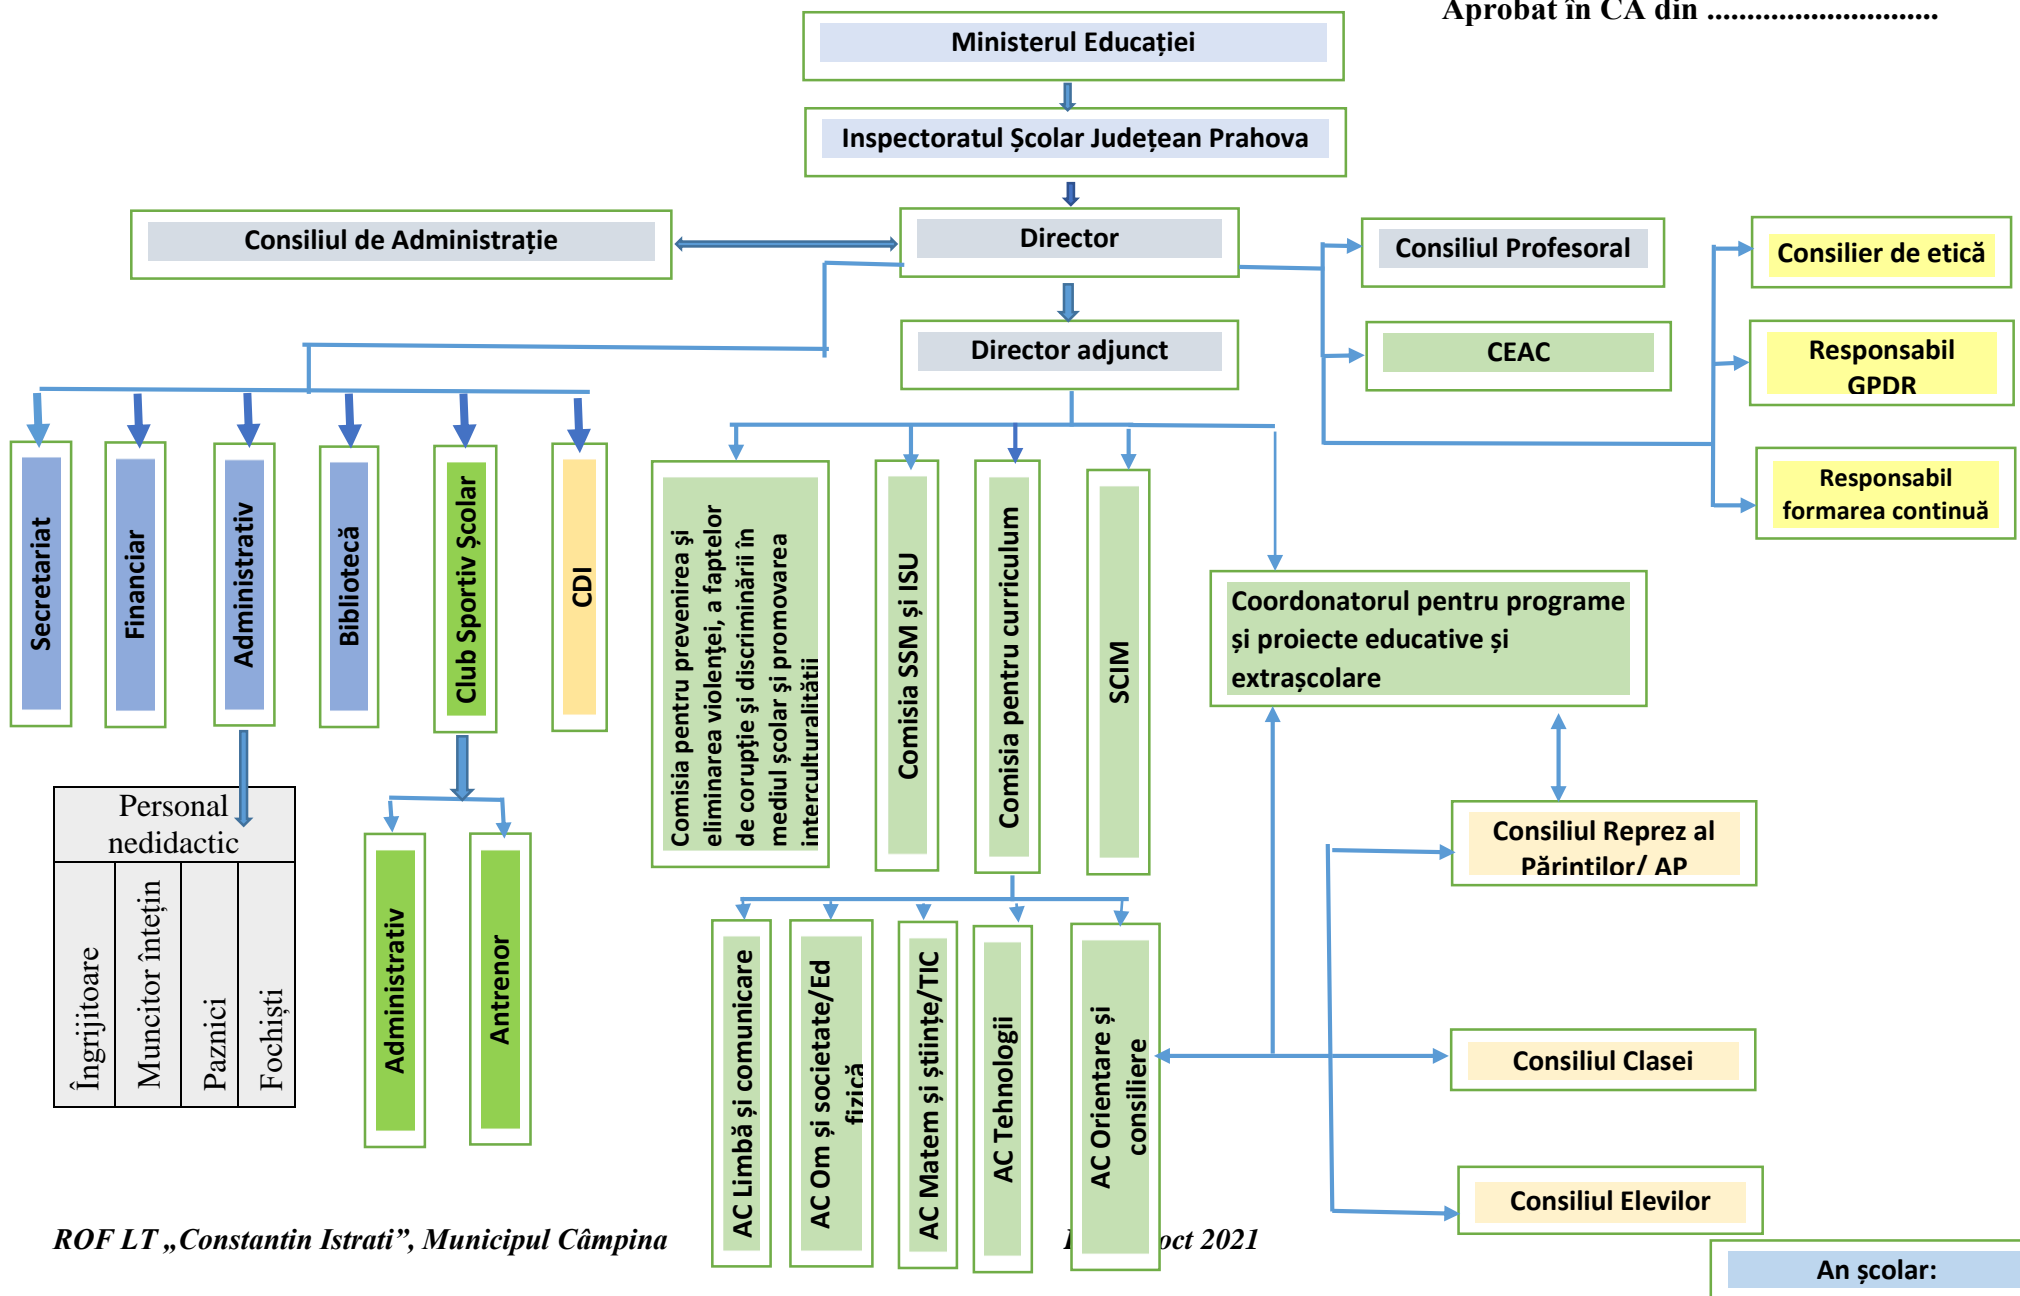 Aprobat în CA din .............................
Ministerul Educației
Inspectoratul Școlar Județean Prahova
Consiliul de Administrație
Director
Consiliul Profesoral
Consilier de etică
Director adjunct
CEAC
Responsabil
GPDR
Responsabil
formarea continuă
Secretariat
Financiar
Administrativ
Bibliotecă
Club Sportiv Școlar
CDI
Comisia pentru prevenirea și
eliminarea violenţei, a faptelor
de corupţie și discriminării în
mediul școlar și promovarea
interculturalităţii
Comisia SSM și ISU
Comisia pentru curriculum
SCIM
Coordonatorul pentru programe
și proiecte educative și
extrașcolare
Personal
nedidactic
Îngrijitoare
Muncitor întețin
Paznici
Fochiști
Administrativ
Antrenor
AC Limbă și comunicare
AC Om și societate/Ed
fizică
AC Matem și științe/TIC
AC Tehnologii
AC Orientare și
consiliere
Consiliul Reprez al
Părinților/ AP
Consiliul Clasei
Consiliul Elevilor
ROF LT „Constantin Istrati”, Municipul Câmpina
oct 2021
An școlar: